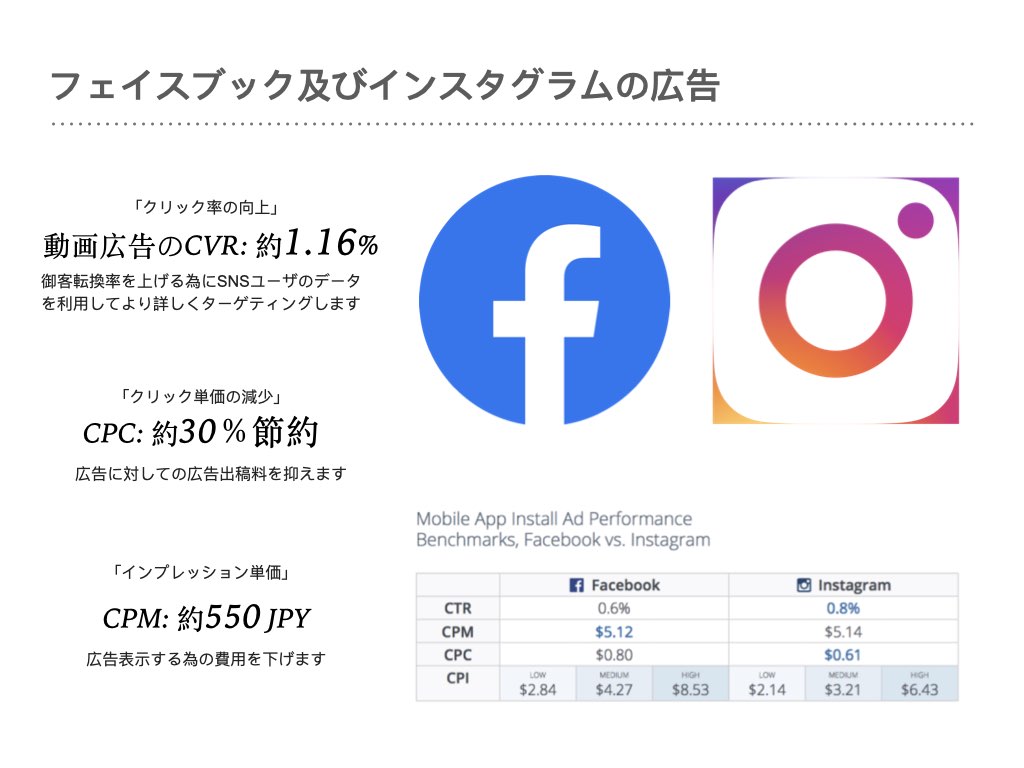 フェイスブック及びインスタグラムの広告
「クリック率の向上」
動画広告のCVR: 約1.16%
御客転換率を上げる為にSNSユーザのデータ
を利用してより詳しくターゲティングします
「クリック単価の減少」
CPC: 約30％節約
広告に対しての広告出稿料を抑えます
「インプレッション単価」
CPM: 約550 JPY
広告表示する為の費用を下げます
Mobile App Install Ad Performance
Benchmarks, Facebook vs. Instagram
Facebook Instagram
CTR 0.6% 0.8%
CPM $5.12 $5.14
CPC $0.80 $0.61
CPI LOW MEDIUM HIGH LOW MEDIUM HIGH
$2.84 $4.27 $8.53 $2.14 $3.21 $6.43